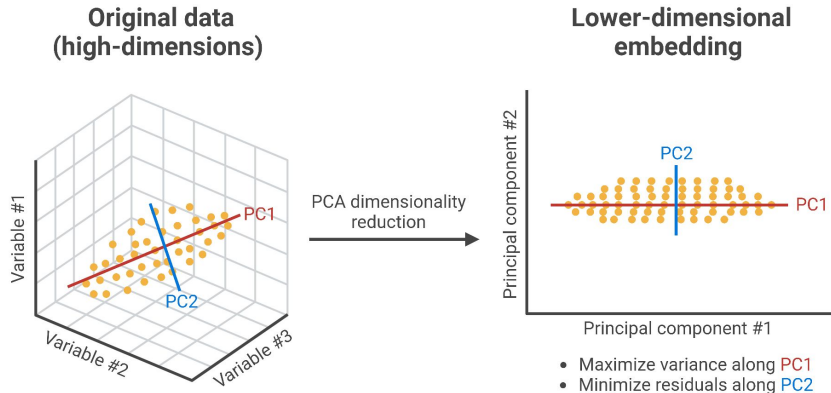 Original data
(high-dimensions)
Lower-dimensional
embedding
Variable #1
Variable #2
Variable #3
PC1
PC2
PCA dimensionality
reduction
Principal component #2
PC2
PC1
Principal component #1
• Maximize variance along PC1
• Minimize residuals along PC2